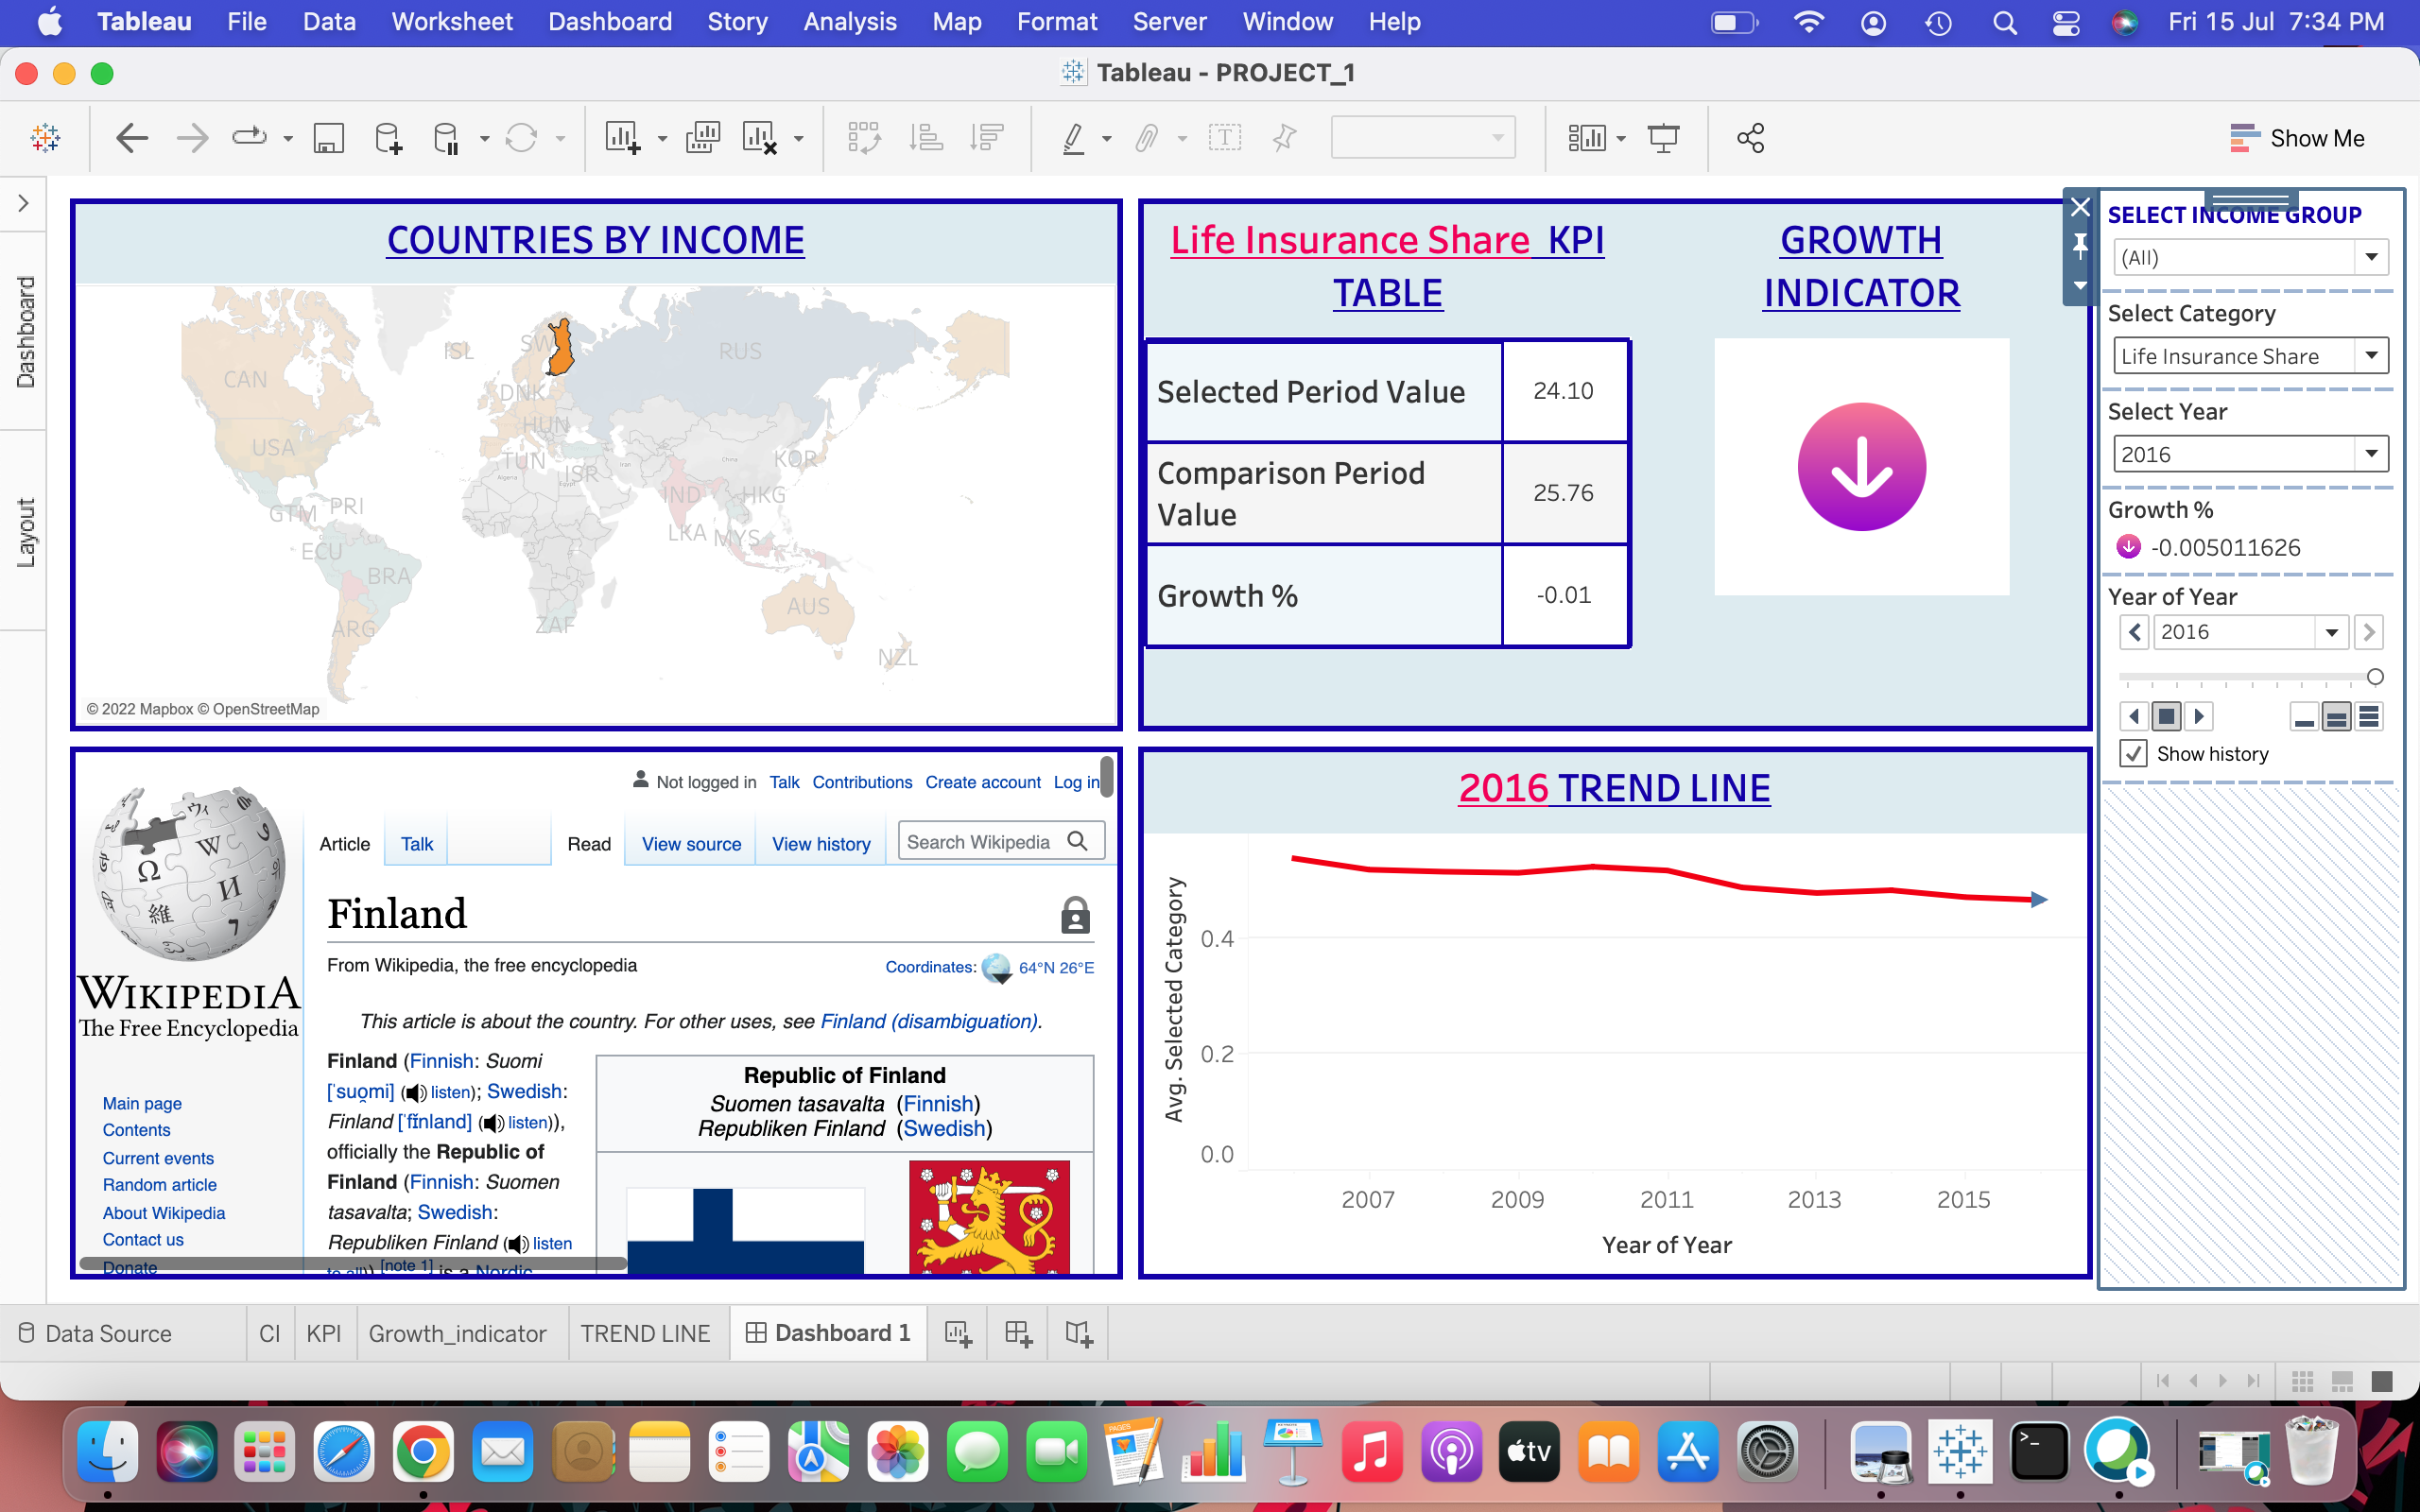 Tableau File Data Worksheet Dashboard Story Analysis Map Format Server Window Help Fri 15 Jul 7:34 PM
Tableau - PROJECT_1
Show Me
Dashboard
Layout
COUNTRIES BY INCOME
ISL
SW
RUS
CAN
DNK
HUN
USA
TUN
ISR
Iran
China
KOR
Algeria
Egypt
IND
HKG
GTM
PRI
LKA
MYS
ECU
BRA
AUS
ARG
ZAF
NZL
© 2022 Mapbox © OpenStreetMap
Life Insurance Share KPI
TABLE
Selected Period Value 24.10
Comparison Period
Value
25.76
Growth % -0.01
GROWTH
INDICATOR
SELECT INCOME GROUP
(All)
Select Category
Life Insurance Share
Select Year
2016
Growth %
-0.005011626
Year of Year
2016
Show history
WIKIPEDIA
The Free Encyclopedia
Main page
Contents
Current events
Random article
About Wikipedia
Contact us
Donate
Not logged in Talk Contributions Create account Log in
Article Talk Read View source View history Search Wikipedia
Finland
From Wikipedia, the free encyclopedia
Coordinates: 64°N 26°E
This article is about the country. For other uses, see Finland (disambiguation).
Finland (Finnish: Suomi
[ˈsuo̯mi] (listen); Swedish:
Finland [ˈfɪ̌nland] (listen)),
officially the Republic of
Finland (Finnish: Suomen
tasavalta; Swedish:
Republiken Finland (listen
to all)) [note 1] is a Nordic
Republic of Finland
Suomen tasavalta (Finnish)
Republiken Finland (Swedish)
2016 TREND LINE
Avg. Selected Category
0.4
0.2
0.0
2007 2009 2011 2013 2015
Year of Year
Data Source CI KPI Growth_indicator TREND LINE Dashboard 1
PAGES
tv
>_